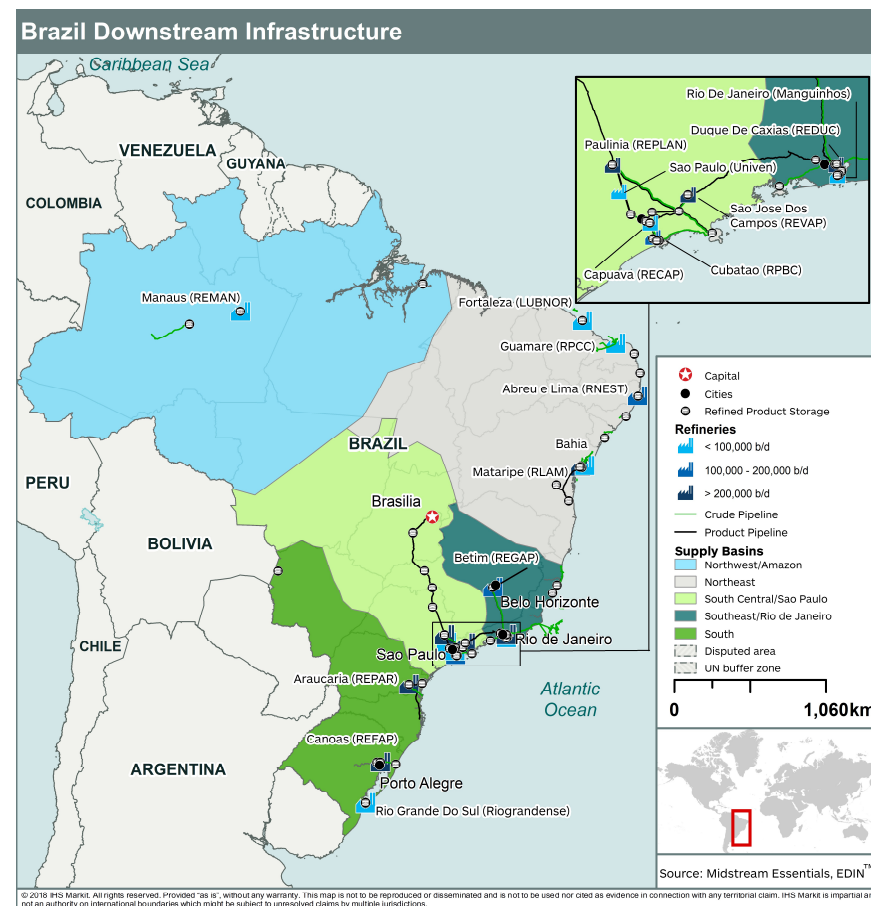 Brazil Downstream Infrastructure
Caribbean Sea
VENEZUELA
GUYANA
COLOMBIA
Rio De Janeiro (Manguinhos)
Duque De Caxias (REDUC)
Paulinia (REPLAN)
Sao Paulo (Univen)
Sao Jose Dos
Campos (REVAP)
Capuava (RECAP)
Cubatao (RPBC)
Manaus (REMAN)
Fortaleza (LUBNOR)
Guamare (RPCC)
Abreu e Lima (RNEST)
BRAZIL
Bahia
Mataripe (RLAM)
PERU
Brasilia
BOLIVIA
Betim (REGAP)
Belo Horizonte
CHILE
Rio de Janeiro
Sao Paulo
Araucaria (REPAR)
Atlantic
Ocean
Canoas (REFAP)
ARGENTINA
Porto Alegre
Rio Grande Do Sul (Riograndense)
Capital
Cities
Refined Product Storage
Refineries
< 100,000 b/d
100,000 - 200,000 b/d
> 200,000 b/d
Crude Pipeline
Product Pipeline
Supply Basins
Northwest/Amazon
Northeast
South Central/Sao Paulo
Southeast/Rio de Janeiro
South
Disputed area
UN buffer zone
0 1,060km
Source: Midstream Essentials, EDIN™
© 2018 IHS Markit. All rights reserved. Provided "as is", without any warranty. This map is not to be reproduced or disseminated and is not to be used nor cited as evidence in connection with any territorial claim. IHS Markit is impartial an
not an authority on international boundaries which might be subject to unresolved claims by multiple jurisdictions.